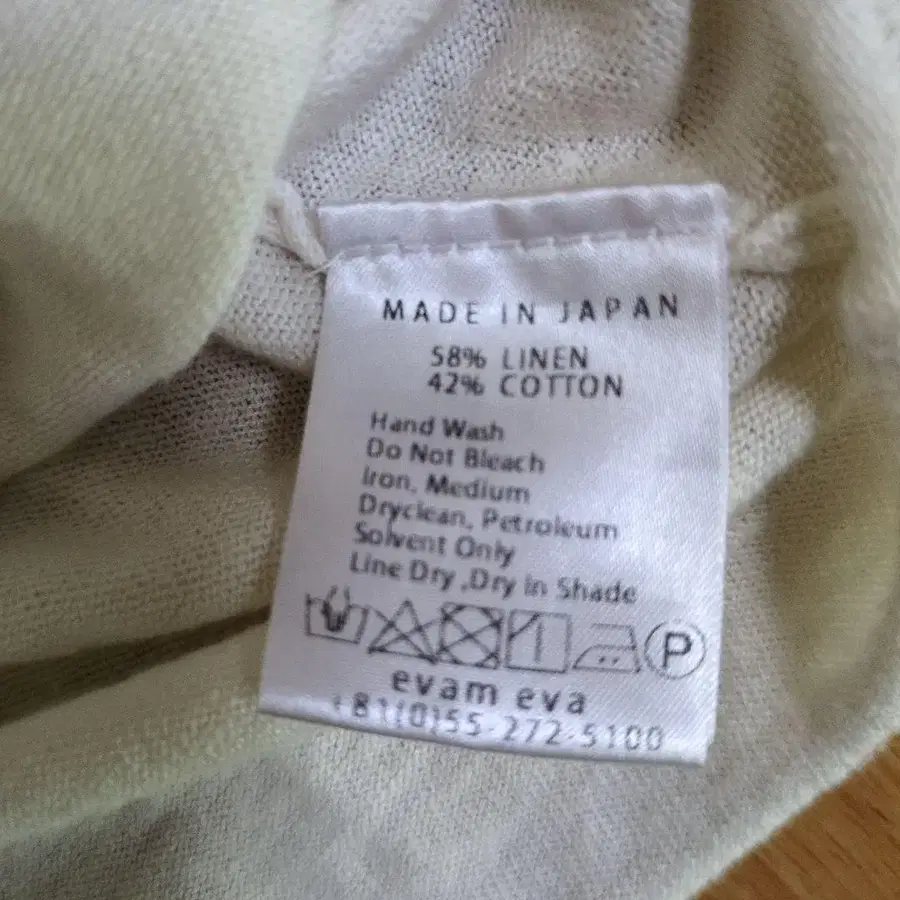 MADE IN JAPAN
58% LINEN
42% COTTON
Hand Wash
Do Not Bleach
Iron, Medium
Dryclean, Petroleum
Solvent Only
Line Dry ,Dry in Shade
P
evam eva
+81(0)55-272-5100